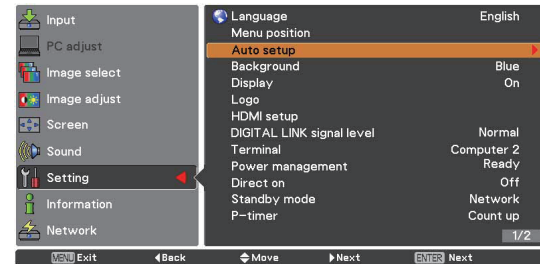 Input
PC adjust
Image select
Image adjust
Screen
Sound
Setting
Information
Network
Language English
Menu position
Auto setup
Background Blue
Display On
Logo
HDMI setup
DIGITAL LINK signal level Normal
Terminal Computer 2
Power management Ready
Direct on Off
Standby mode Network
P-timer Count up
1/2
MENU Exit Back Move Next ENTER Next